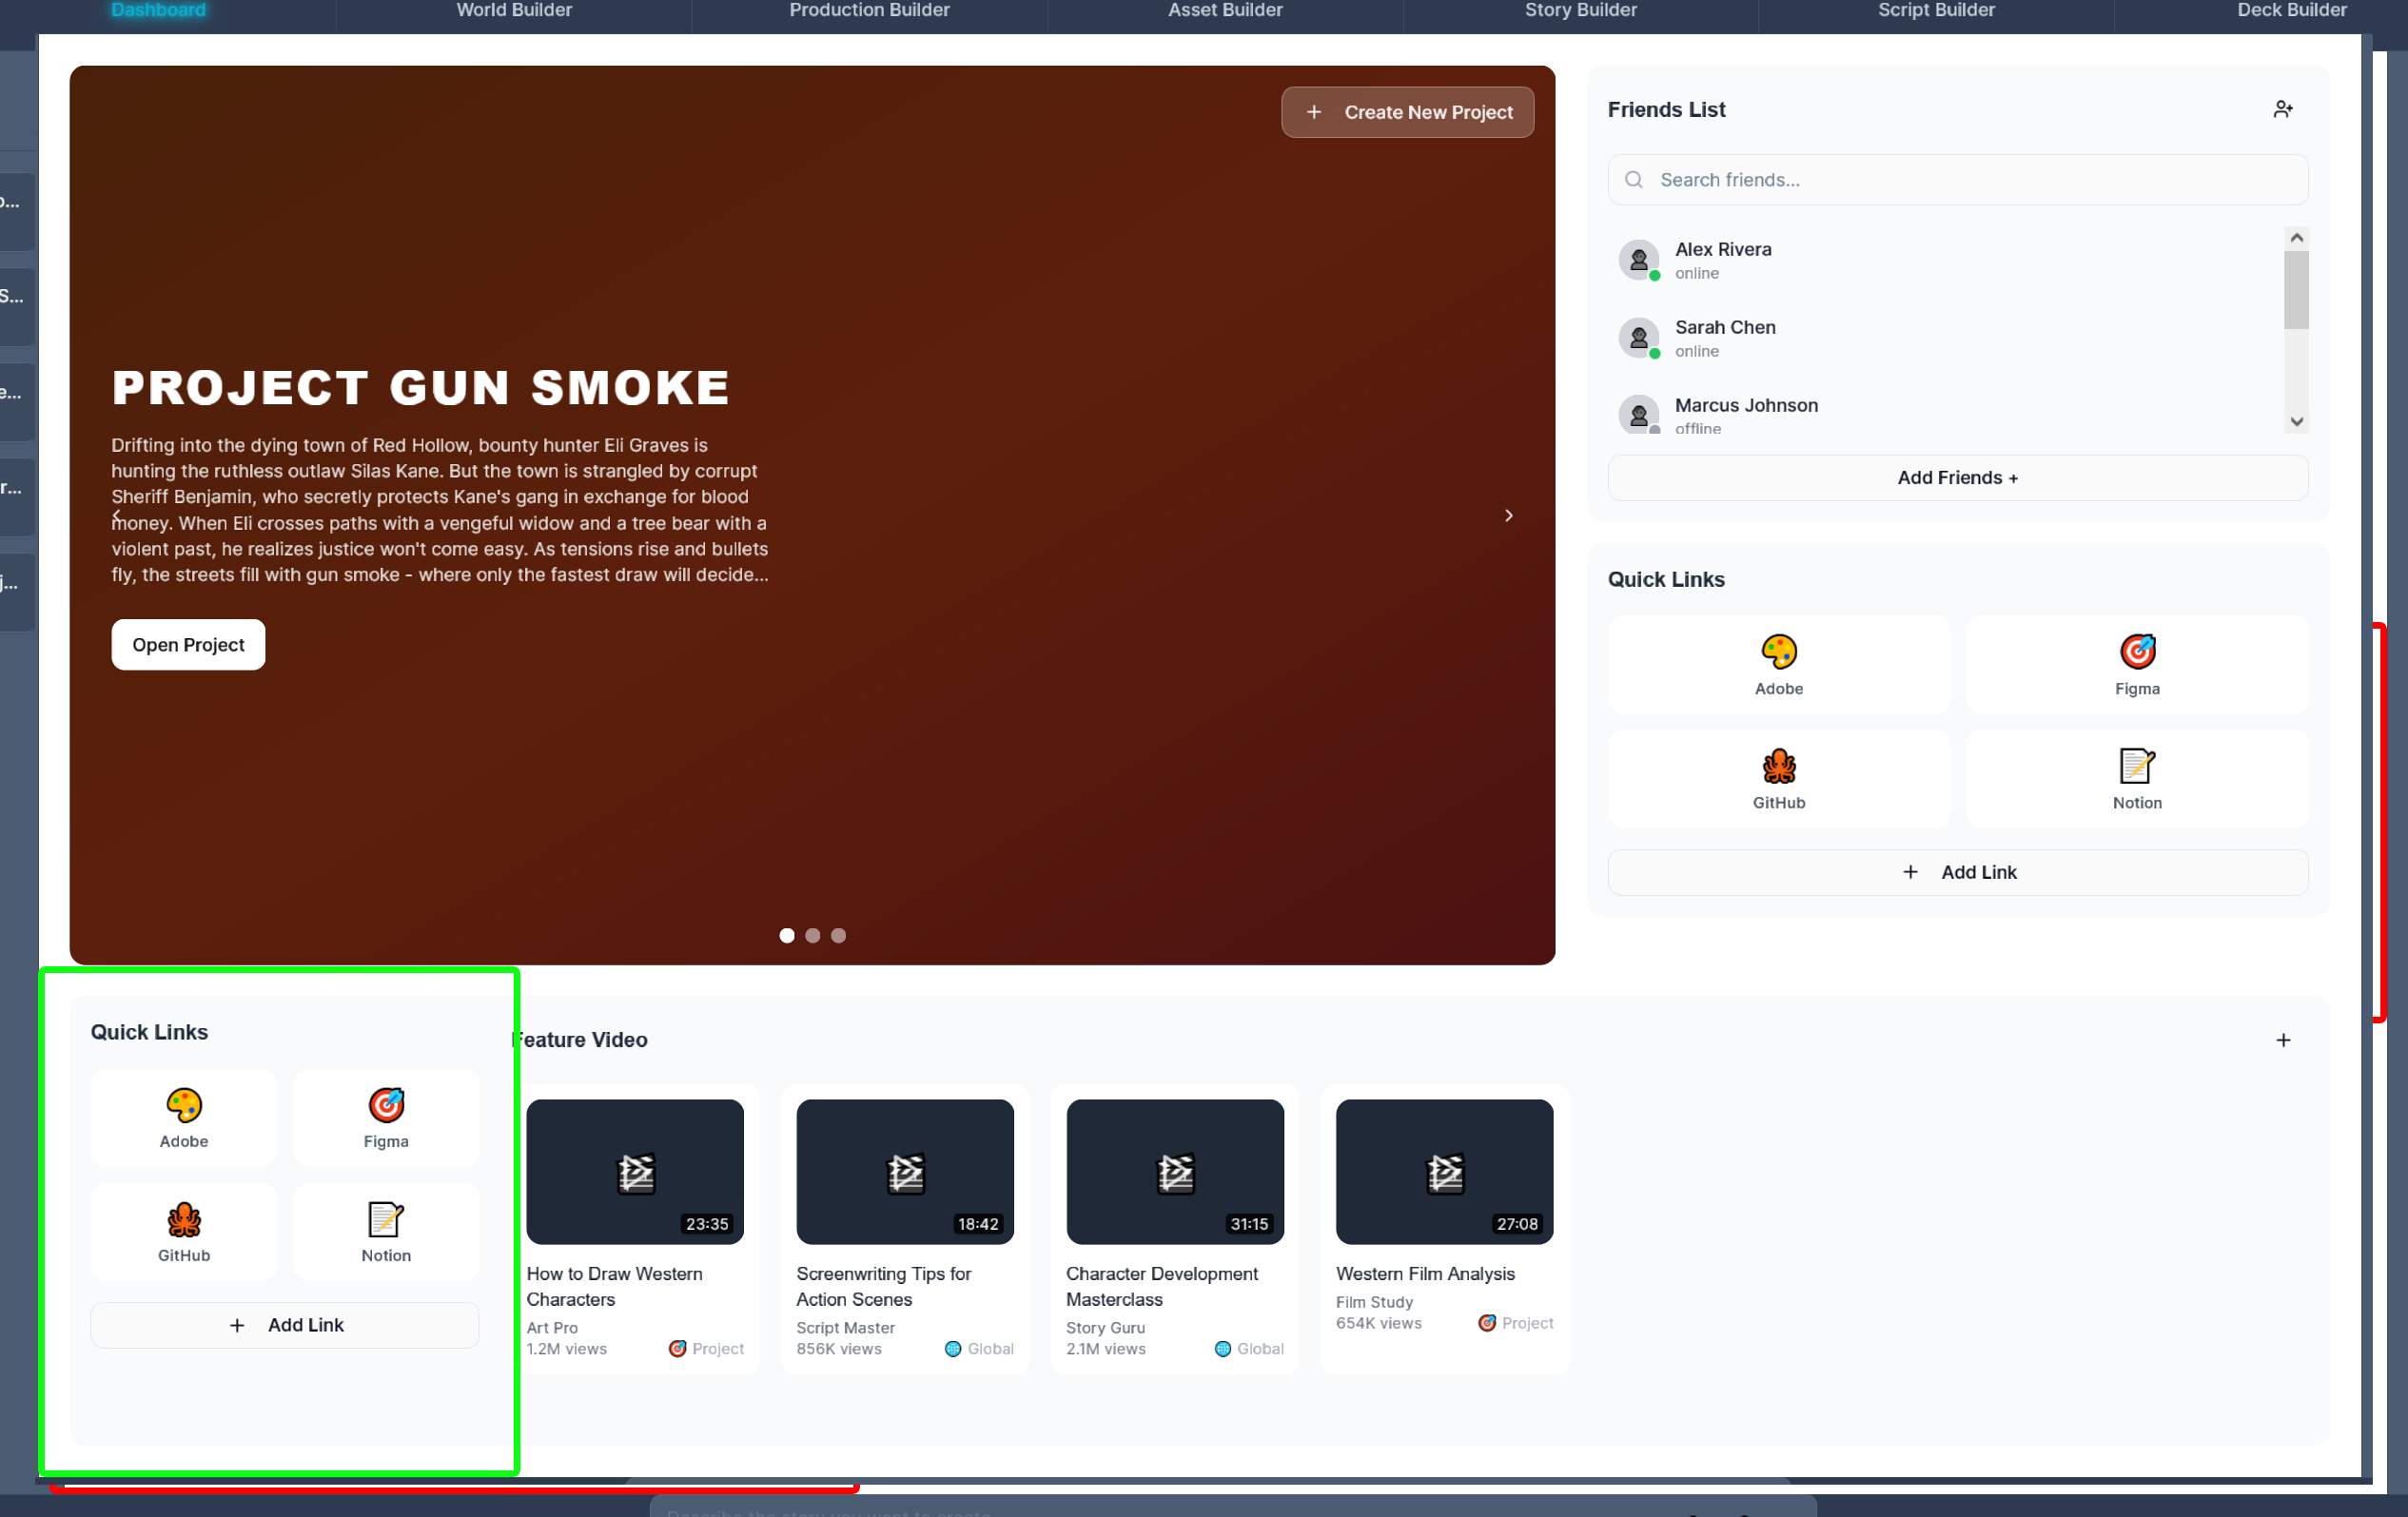 Dashboard
World Builder
Production Builder
Asset Builder
Story Builder
Script Builder
Deck Builder
Create New Project
PROJECT GUN SMOKE
Drifting into the dying town of Red Hollow, bounty hunter Eli Graves is
hunting the ruthless outlaw Silas Kane. But the town is strangled by corrupt
Sheriff Benjamin, who secretly protects Kane's gang in exchange for blood
money. When Eli crosses paths with a vengeful widow and a tree bear with a
violent past, he realizes justice won't come easy. As tensions rise and bullets
fly, the streets fill with gun smoke - where only the fastest draw will decide...
Open Project
Friends List
Search friends...
Alex Rivera
online
Sarah Chen
online
Marcus Johnson
offline
Add Friends +
Quick Links
Adobe
Figma
GitHub
Notion
+ Add Link
Quick Links
Adobe
Figma
GitHub
Notion
+ Add Link
Feature Video
23:35
How to Draw Western
Characters
Art Pro
1.2M views
Project
18:42
Screenwriting Tips for
Action Scenes
Script Master
856K views
Global
31:15
Character Development
Masterclass
Story Guru
2.1M views
Global
27:08
Western Film Analysis
Film Study
654K views
Project